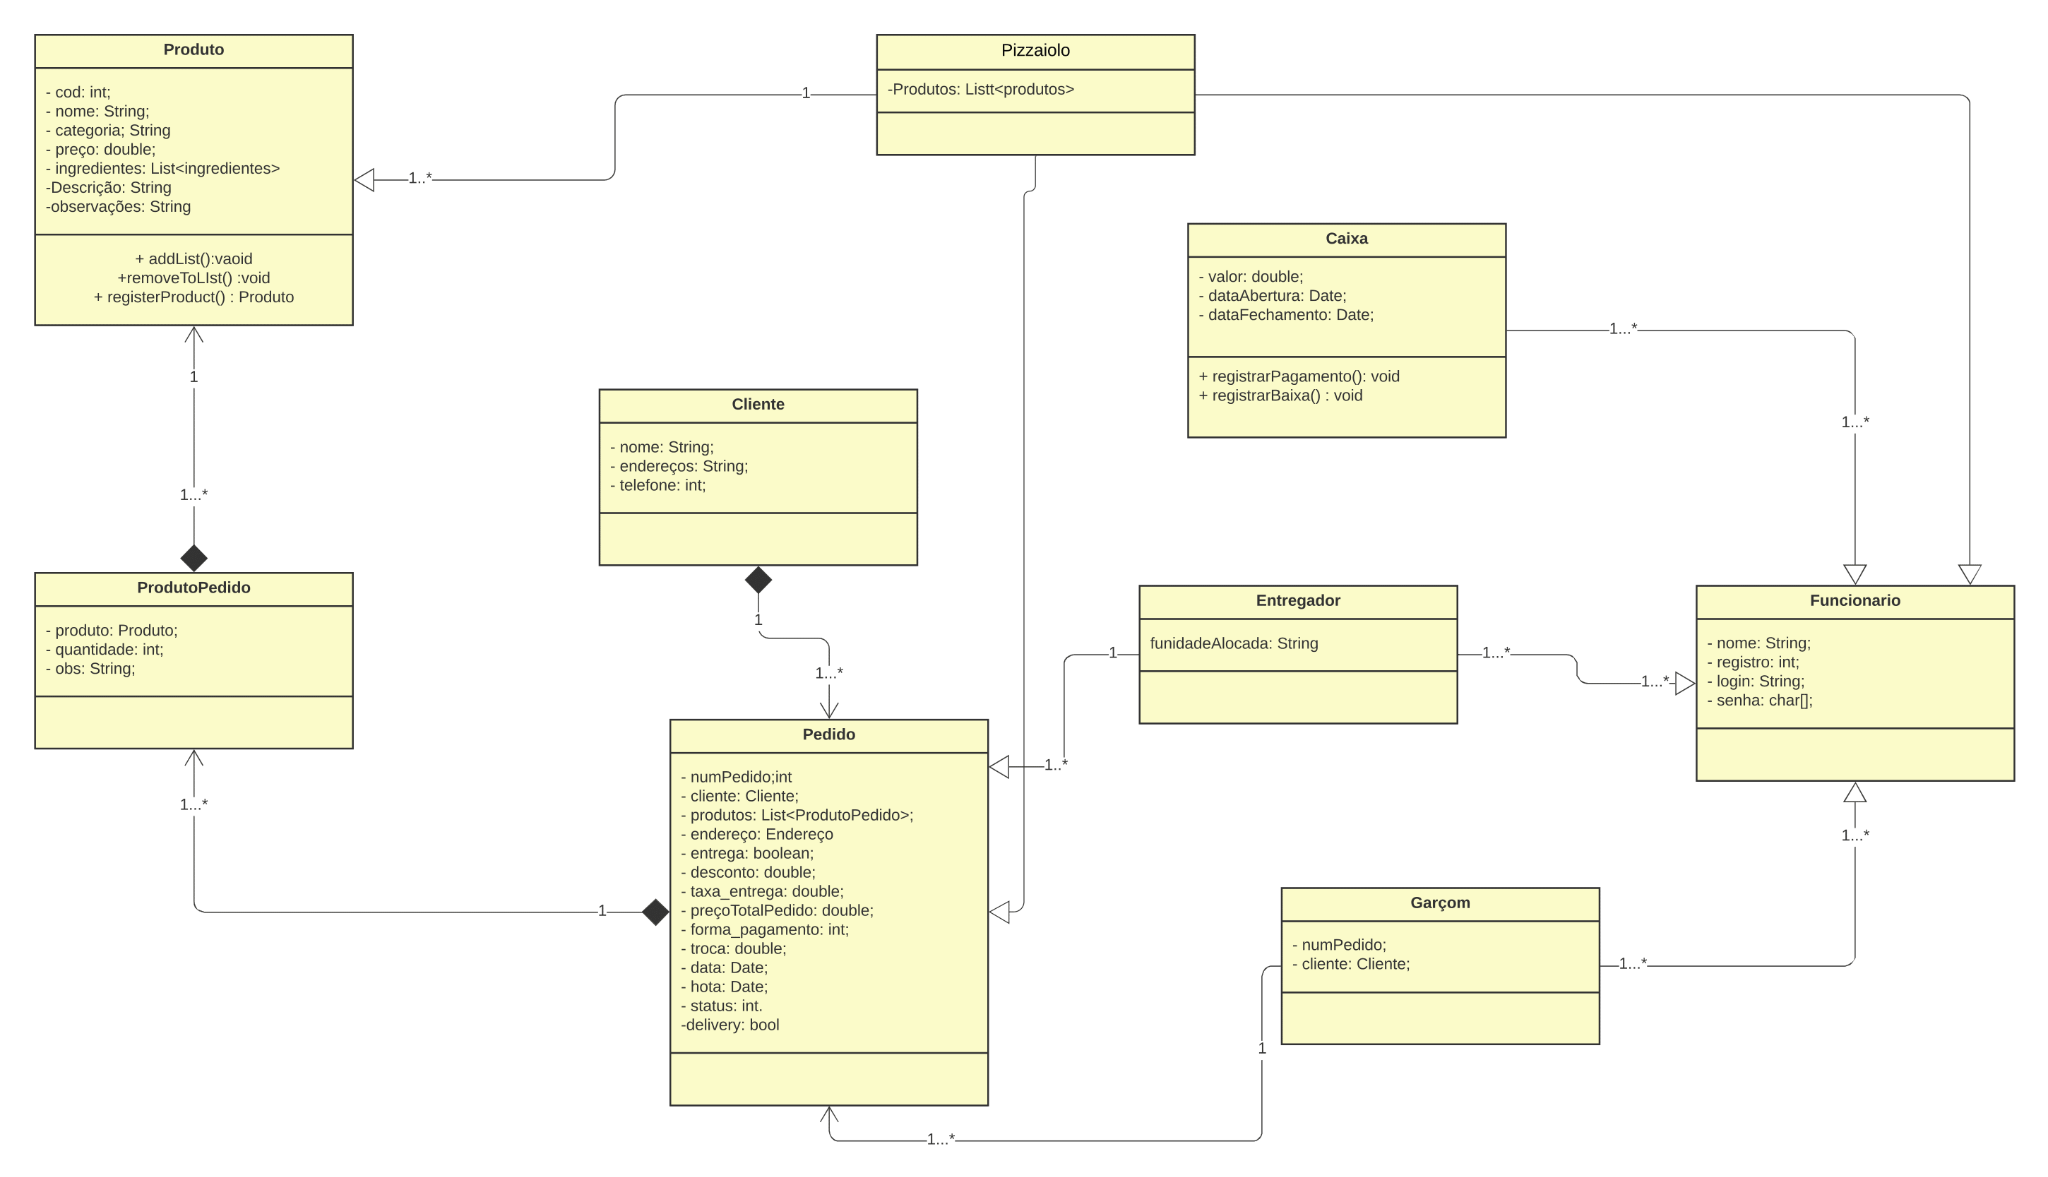 Produto
- cod: int;
- nome: String;
- categoria; String
- preço: double;
- ingredientes: List<ingredientes>
-Descrição: String
-observações: String
+ addList():vaoid
+removeToLIst() :void
+ registerProduct() : Produto
Pizzaiolo
-Produtos: Listt<produtos>
1
1..*
Caixa
- valor: double;
- dataAbertura: Date;
- dataFechamento: Date;
+ registrarPagamento(): void
+ registrarBaixa() : void
1...*
1...*
1
1...*
Cliente
- nome: String;
- endereços: String;
- telefone: int;
1
1...*
ProdutoPedido
- produto: Produto;
- quantidade: int;
- obs: String;
1...*
1
Entregador
funidadeAlocada: String
1
1..*
1...*
1...*
Funcionario
- nome: String;
- registro: int;
- login: String;
- senha: char[];
1...*
Pedido
- numPedido;int
- cliente: Cliente;
- produtos: List<ProdutoPedido>;
- endereço: Endereço
- entrega: boolean;
- desconto: double;
- taxa_entrega: double;
- preçoTotalPedido: double;
- forma_pagamento: int;
- troca: double;
- data: Date;
- hota: Date;
- status: int.
-delivery: bool
Garçom
- numPedido;
- cliente: Cliente;
1...*
1
1...*